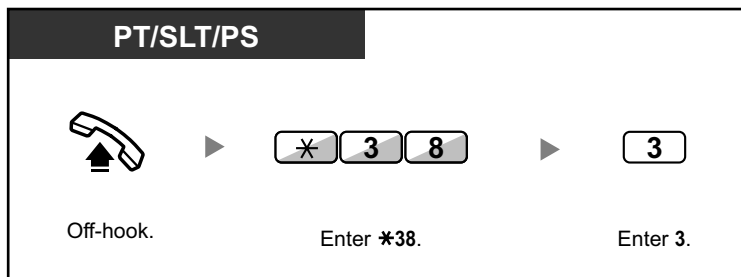 PT/SLT/PS
* 3 8 3
Off-hook.
Enter *38.
Enter 3.